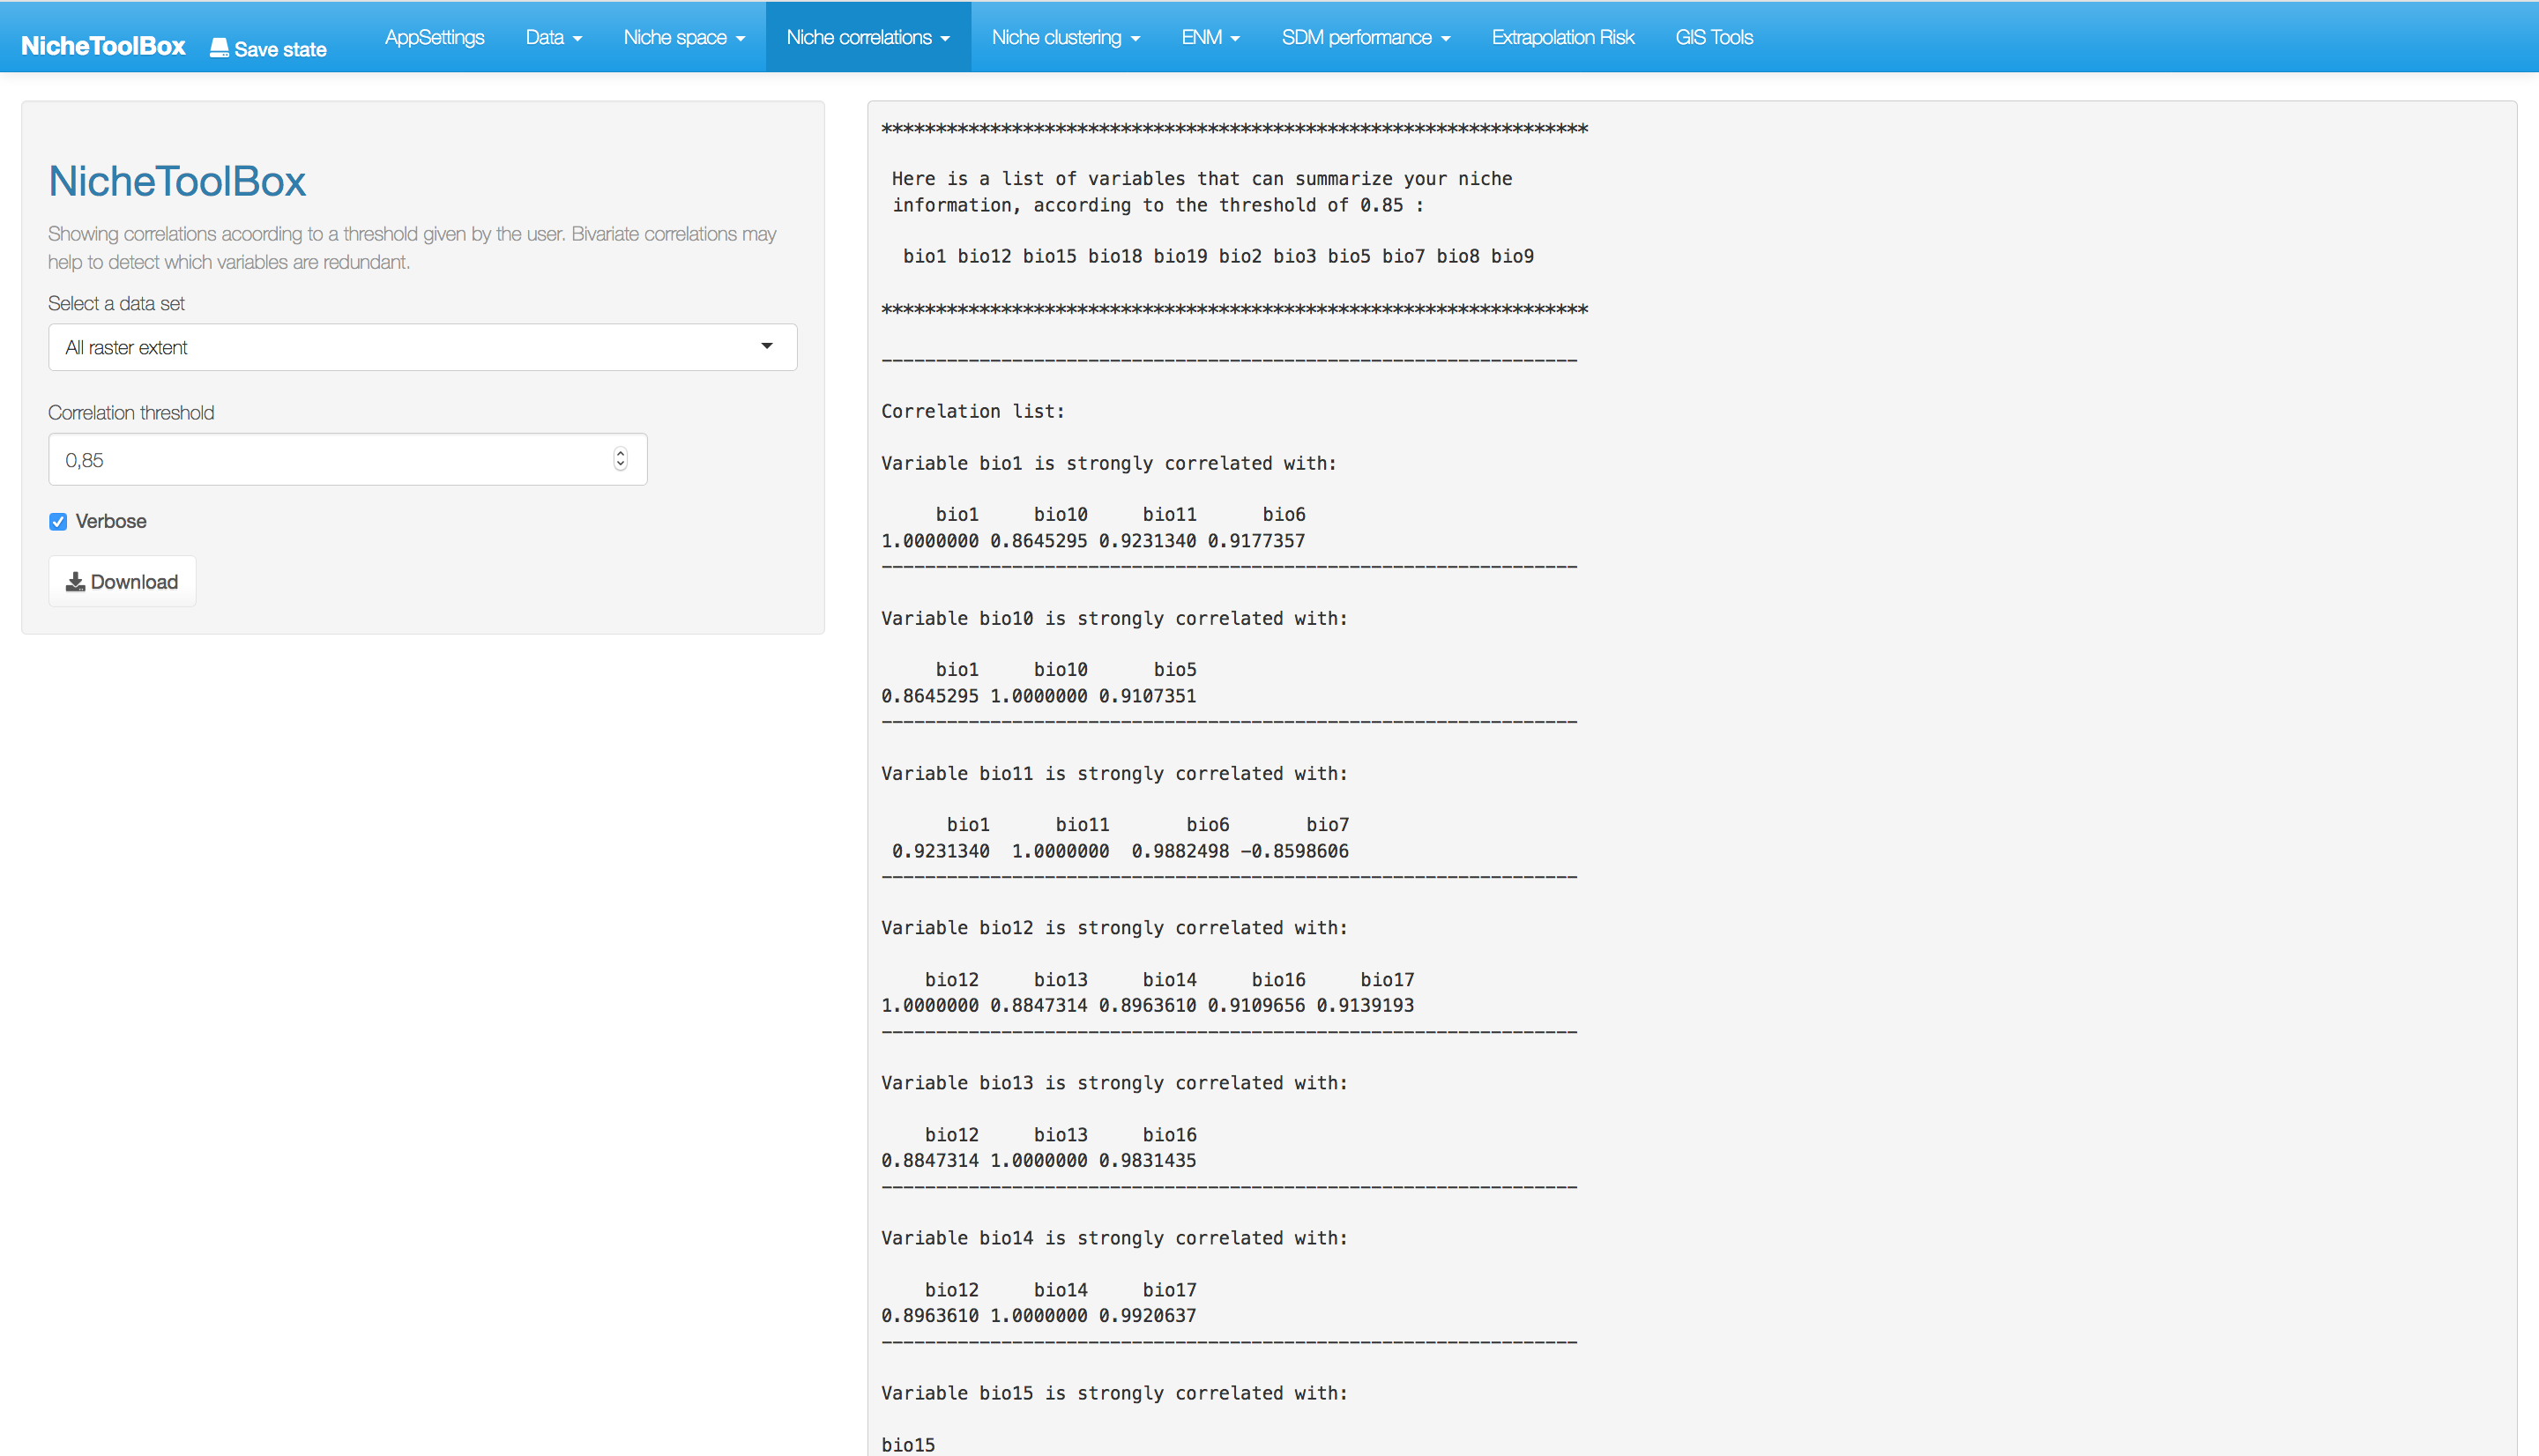 NicheToolBox Save state AppSettings Data Niche space Niche correlations Niche clustering ENM SDM performance Extrapolation Risk GIS Tools
NicheToolBox
Showing correlations acoording to a threshold given by the user. Bivariate correlations may
help to detect which variables are redundant.
Select a data set
All raster extent
Correlation threshold
0,85
Verbose
Download
*****************************************************************
Here is a list of variables that can summarize your niche
information, according to the threshold of 0.85 :
bio1 bio12 bio15 bio18 bio19 bio2 bio3 bio5 bio7 bio8 bio9
*****************************************************************
----------------------------------------------------------------
Correlation list:
Variable bio1 is strongly correlated with:
bio1 bio10 bio11 bio6
1.0000000 0.8645295 0.9231340 0.9177357
----------------------------------------------------------------
Variable bio10 is strongly correlated with:
bio1 bio10 bio5
0.8645295 1.0000000 0.9107351
----------------------------------------------------------------
Variable bio11 is strongly correlated with:
bio1 bio11 bio6 bio7
0.9231340 1.0000000 0.9882498 -0.8598606
----------------------------------------------------------------
Variable bio12 is strongly correlated with:
bio12 bio13 bio14 bio16 bio17
1.0000000 0.8847314 0.8963610 0.9109656 0.9139193
----------------------------------------------------------------
Variable bio13 is strongly correlated with:
bio12 bio13 bio16
0.8847314 1.0000000 0.9831435
----------------------------------------------------------------
Variable bio14 is strongly correlated with:
bio12 bio14 bio17
0.8963610 1.0000000 0.9920637
----------------------------------------------------------------
Variable bio15 is strongly correlated with:
bio15